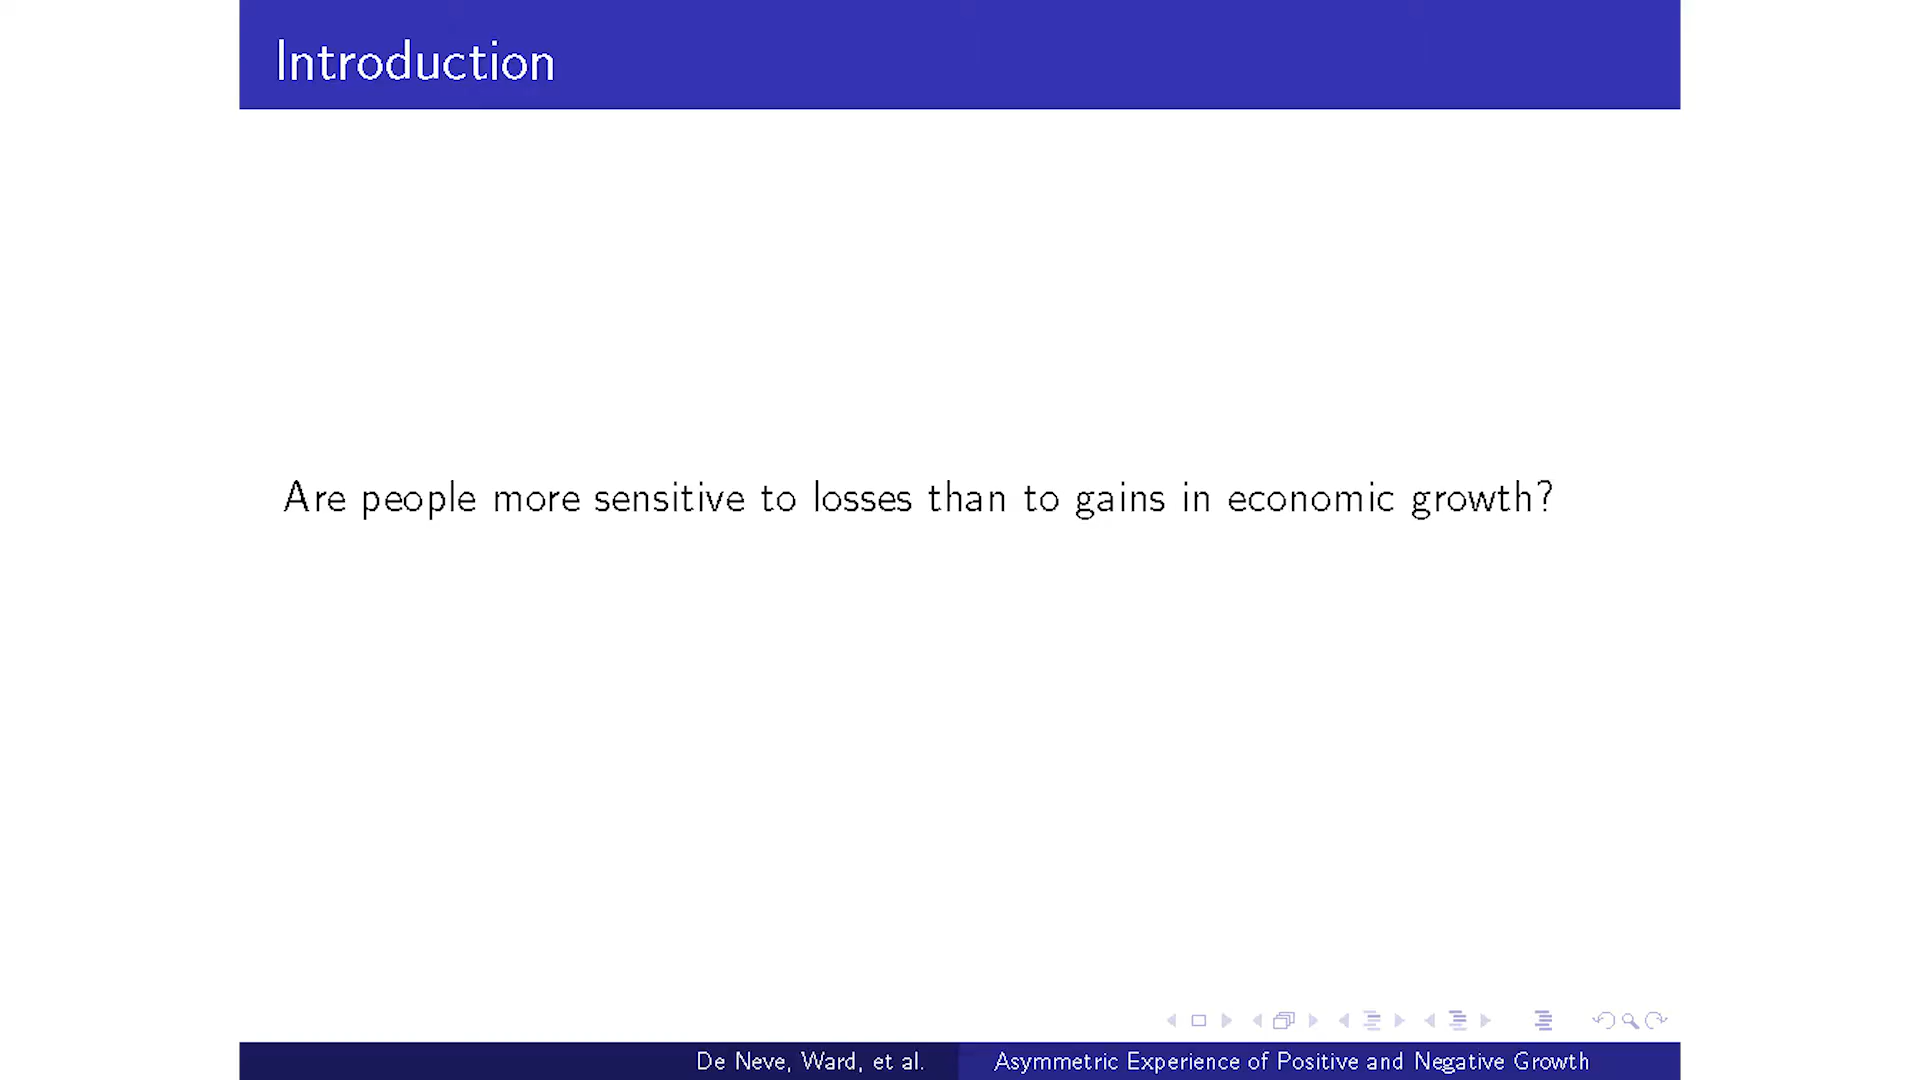 Introduction
Are people more sensitive to losses than to gains in economic growth?
De Neve, Ward, et al.
Asymmetric Experience of Positive and Negative Growth